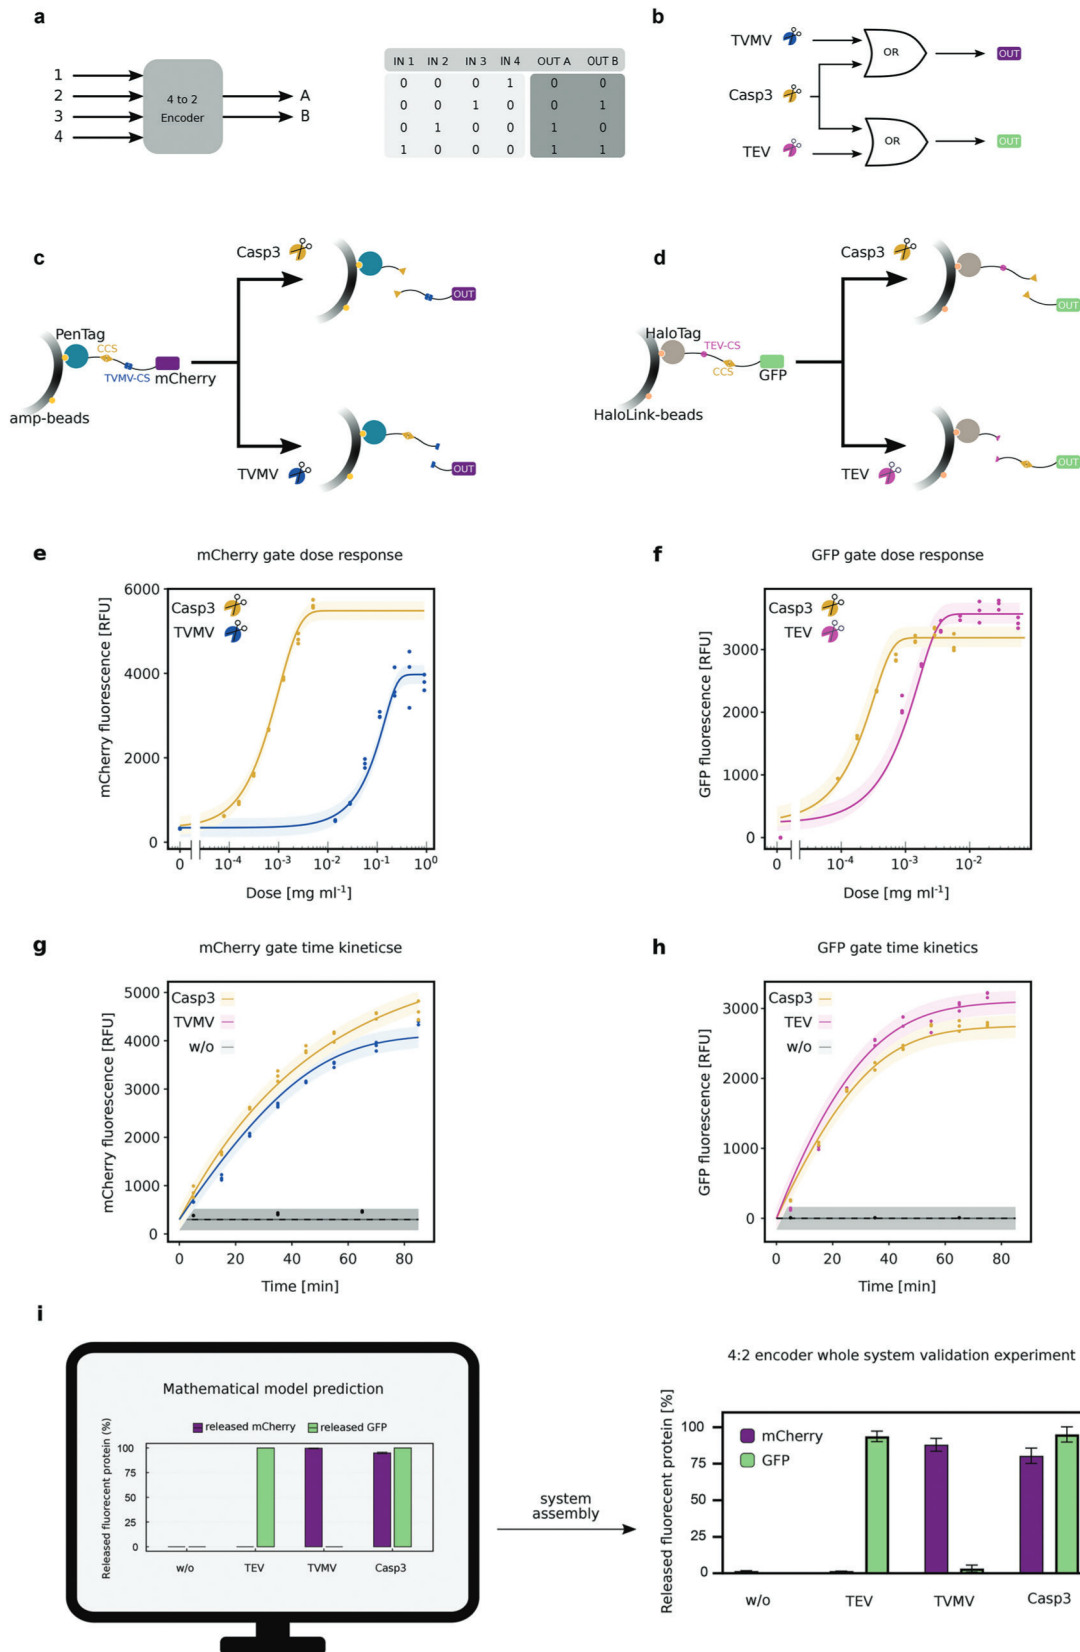 a
1
2
3
4
4 to 2
Encoder
A
B
IN 1 IN 2 IN 3 IN 4 OUT A OUT B
0 0 0 1 0 0
0 0 1 0 0 1
0 1 0 0 1 0
1 0 0 0 1 1
b
TVMV
OR
OUT
Casp3
TEV
OR
OUT
c
Casp3
OUT
PenTag
CCS
TVMV-CS
mCherry
amp-beads
TVMV
OUT
d
Casp3
OUT
HaloTag
TEV-CS
CCS
GFP
HaloLink-beads
TEV
OUT
e
mCherry gate dose response
mCherry fluorescence [RFU]
6000
4000
2000
0
Casp3
TVMV
0 10-4 10-3 10-2 10-1 100
Dose [mg ml-1]
f
GFP gate dose response
GFP fluorescence [RFU]
3000
2000
1000
0
Casp3
TEV
0 10-4 10-3 10-2
Dose [mg ml-1]
g
mCherry gate time kineticse
mCherry fluorescence [RFU]
5000
4000
3000
2000
1000
0
Casp3
TVMV
w/o
0 20 40 60 80
Time [min]
h
GFP gate time kinetics
GFP fluorescence [RFU]
3000
2000
1000
0
Casp3
TEV
w/o
0 20 40 60 80
Time [min]
i
Mathematical model prediction
released mCherry released GFP
Released fluorecent protein (%)
100
75
50
25
0
w/o TEV TVMV Casp3
system
assembly
4:2 encoder whole system validation experiment
Released fluorecent protein [%]
100
75
50
25
0
mCherry
GFP
w/o TEV TVMV Casp3